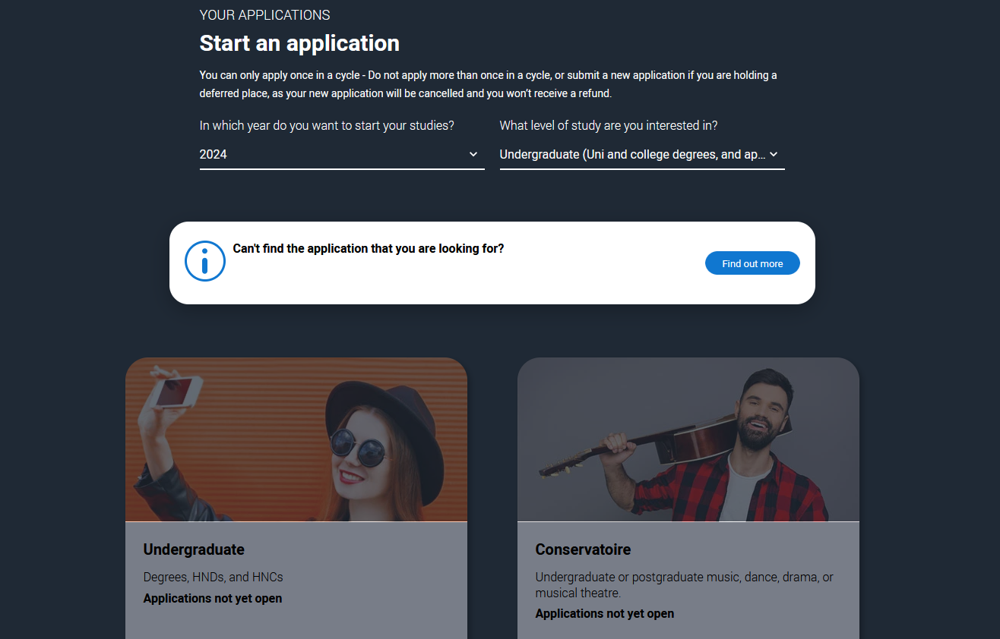 YOUR APPLICATIONS
Start an application
You can only apply once in a cycle - Do not apply more than once in a cycle, or submit a new application if you are holding a
deferred place, as your new application will be cancelled and you won’t receive a refund.
In which year do you want to start your studies?
What level of study are you interested in?
2024
Undergraduate (Uni and college degrees, and ap...
Can't find the application that you are looking for?
Find out more
Undergraduate
Degrees, HNDs, and HNCs
Applications not yet open
Conservatoire
Undergraduate or postgraduate music, dance, drama, or
musical theatre.
Applications not yet open